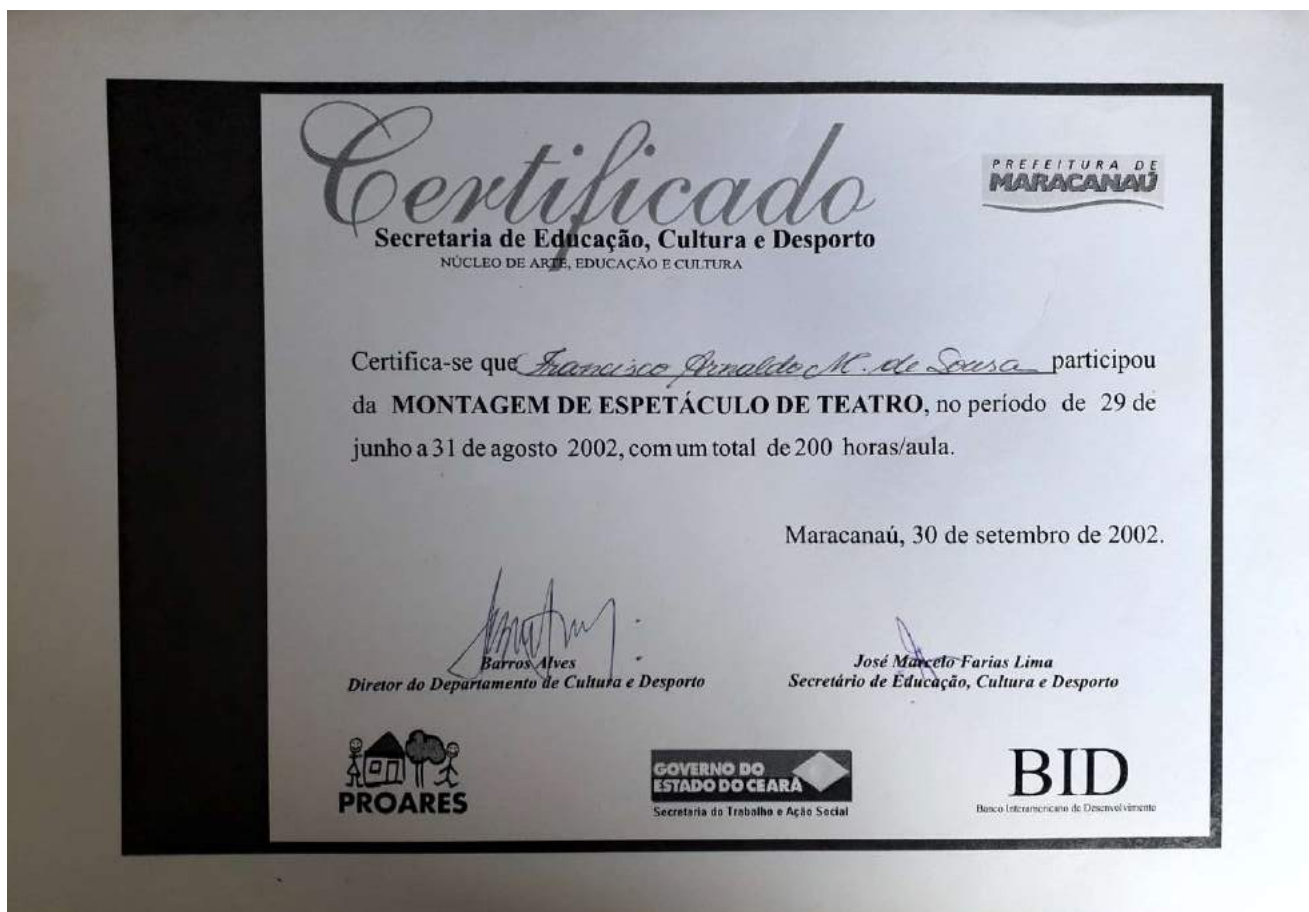 Certificado
PREFEITURA DE
MARACANAÚ
Secretaria de Educação, Cultura e Desporto
NÚCLEO DE ARTE, EDUCAÇÃO E CULTURA
Certifica-se que Francisco Arnaldo M. de Sousa participou
da MONTAGEM DE ESPETÁCULO DE TEATRO, no período de 29 de
junho a 31 de agosto 2002, com um total de 200 horas/aula.
Maracanaú, 30 de setembro de 2002.
Barros Alves
Diretor do Departamento de Cultura e Desporto
José Marcelo Farias Lima
Secretário de Educação, Cultura e Desporto
PROARES
GOVERNO DO
ESTADO DO CEARÁ
Secretaria do Trabalho e Ação Social
BID
Banco Interamericano de Desenvolvimento